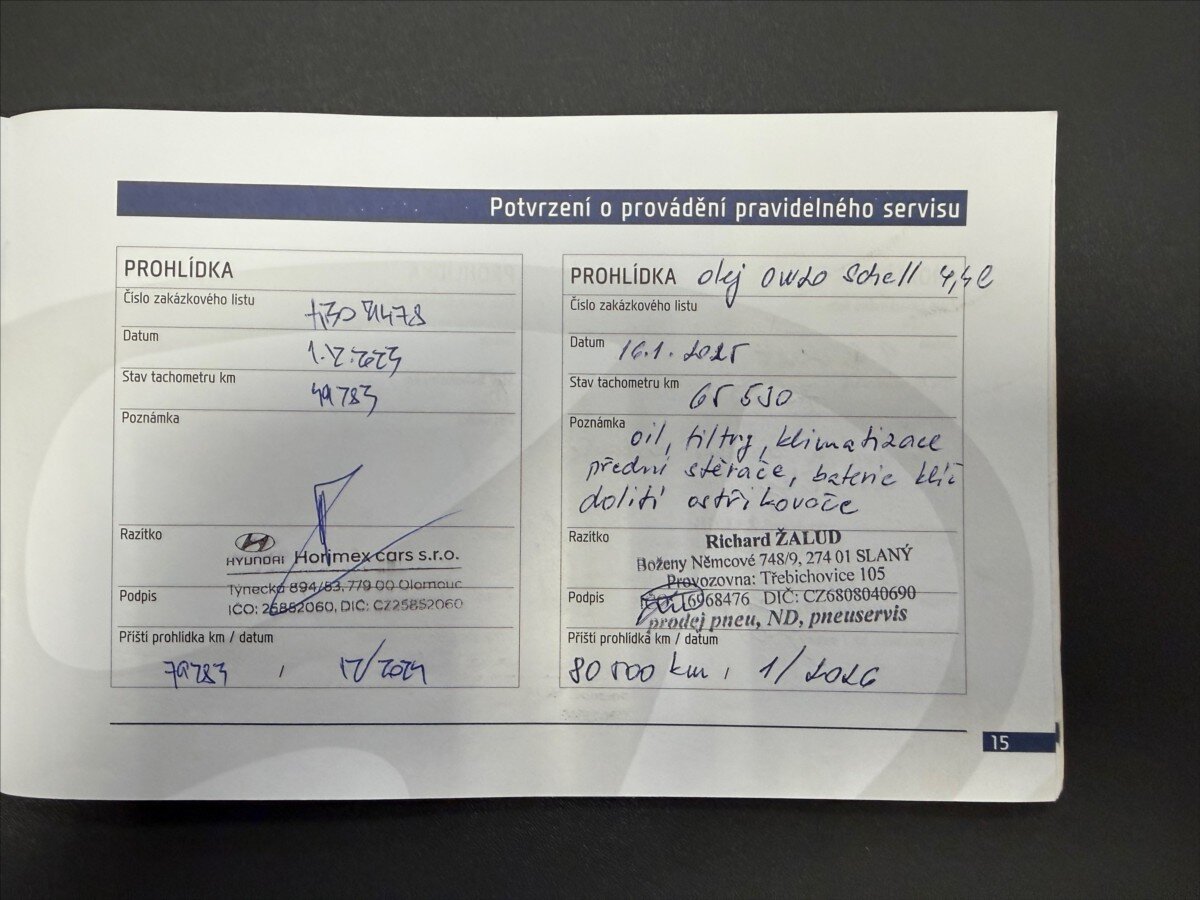 Potvrzení o provádění pravidelného servisu
PROHLÍDKA
Číslo zakázkového listu
Datum 1.12.2023
Stav tachometru km 49783
Poznámka
Razítko
HYUNDAI Horimex cars s.r.o.
Týnecká 894/83, 779 00 Olomouc
Podpis
IČO: 25852060, DIČ: CZ25852060
Příští prohlídka km / datum
79783 , 12/2024
PROHLÍDKA olej 0W20 Schell 4,4l
Číslo zakázkového listu
Datum 16.1.2025
Stav tachometru km 65 530
Poznámka oil, filtry, klimatizace
přední stěrače, baterie klíč
dolití ostřikovače
Razítko
Richard ŽALUD
Boženy Němcové 748/9, 274 01 SLANÝ
Provozovna: Třebichovice 105
Podpis
DIČ: CZ6808040690
prodej pneu, ND, pneuservis
Příští prohlídka km / datum
80 500 km, 1/2026
15